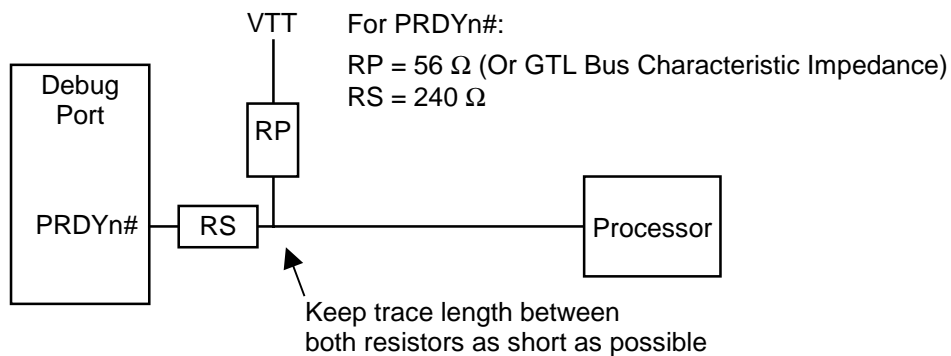 VTT
For PRDYn#:
RP = 56 Ω (Or GTL Bus Characteristic Impedance)
RS = 240 Ω
Debug
Port
RP
PRDYn#
RS
Processor
Keep trace length between
both resistors as short as possible